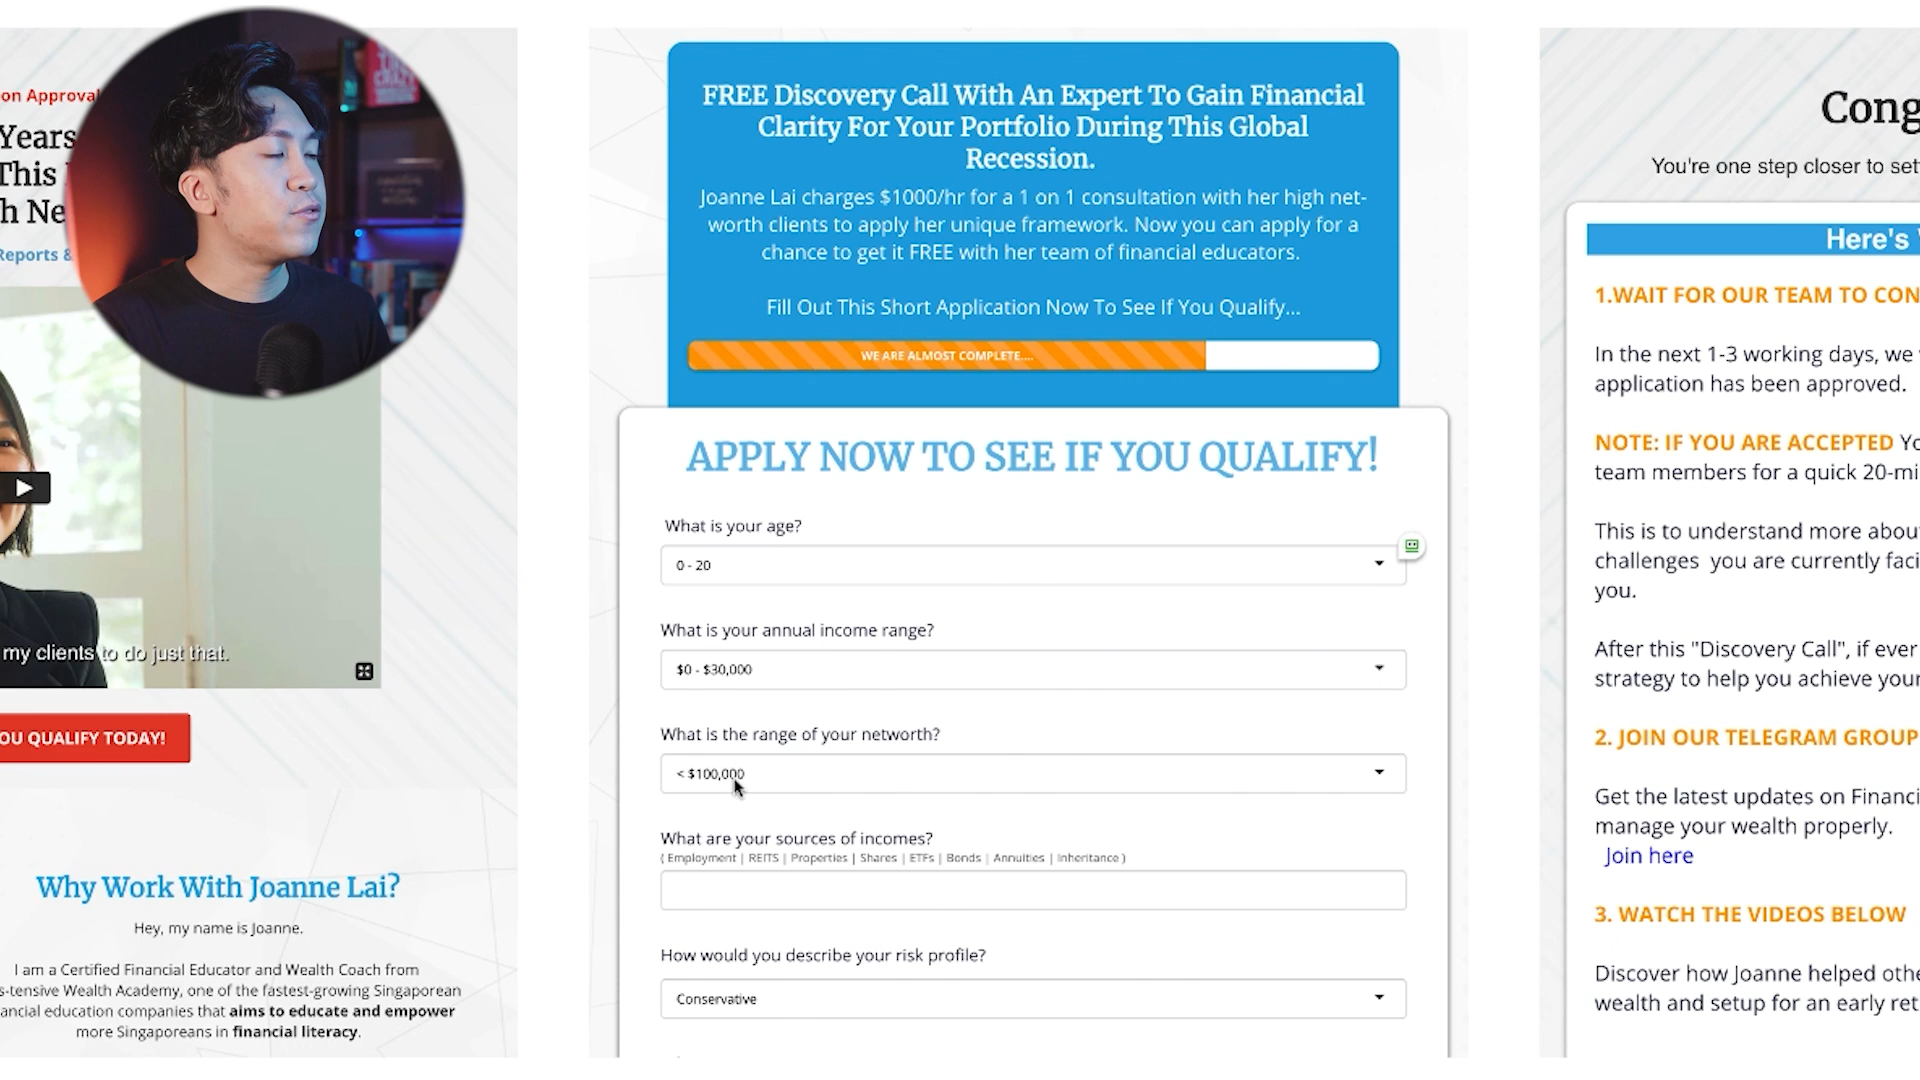 on Approval
Years
This
h Ne
Reports &
my clients to do just that.
OU QUALIFY TODAY!
Why Work With Joanne Lai?
Hey, my name is Joanne.
I am a Certified Financial Educator and Wealth Coach from
s-tensive Wealth Academy, one of the fastest-growing Singaporean
ancial education companies that aims to educate and empower
more Singaporeans in financial literacy.
FREE Discovery Call With An Expert To Gain Financial
Clarity For Your Portfolio During This Global
Recession.
Joanne Lai charges $1000/hr for a 1 on 1 consultation with her high net-
worth clients to apply her unique framework. Now you can apply for a
chance to get it FREE with her team of financial educators.
Fill Out This Short Application Now To See If You Qualify...
WE ARE ALMOST COMPLETE....
APPLY NOW TO SEE IF YOU QUALIFY!
What is your age?
0 - 20
What is your annual income range?
$0 - $30,000
What is the range of your networth?
< $100,000
What are your sources of incomes?
( Employment | REITS | Properties | Shares | ETFs | Bonds | Annuities | Inheritance )
How would you describe your risk profile?
Conservative
Cong
You're one step closer to set
Here's
1.WAIT FOR OUR TEAM TO CON
In the next 1-3 working days, we
application has been approved.
NOTE: IF YOU ARE ACCEPTED Yo
team members for a quick 20-mi
This is to understand more abou
challenges you are currently faci
you.
After this "Discovery Call", if ever
strategy to help you achieve your
2. JOIN OUR TELEGRAM GROUP
Get the latest updates on Financi
manage your wealth properly.
Join here
3. WATCH THE VIDEOS BELOW
Discover how Joanne helped othe
wealth and setup for an early ret